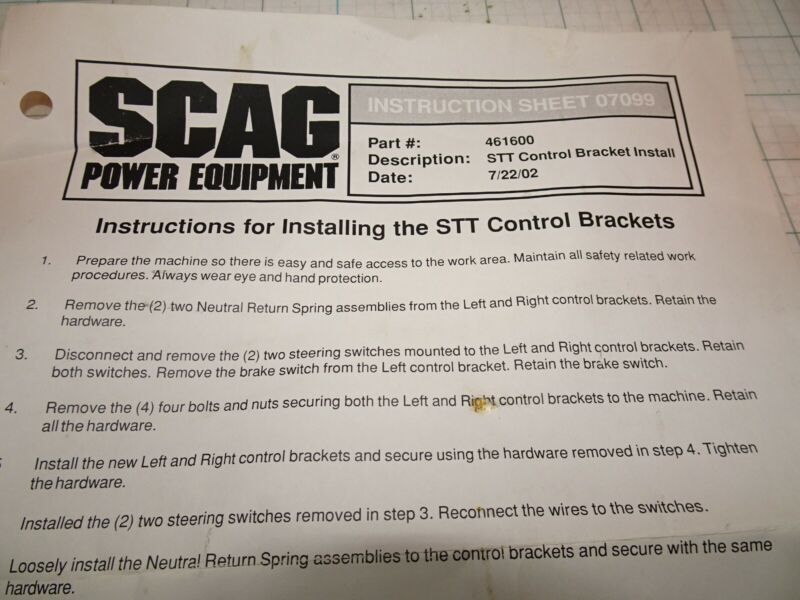 SCAG
POWER EQUIPMENT®
INSTRUCTION SHEET 07099
Part #: 461600
Description: STT Control Bracket Install
Date: 7/22/02
Instructions for Installing the STT Control Brackets
1. Prepare the machine so there is easy and safe access to the work area. Maintain all safety related work
procedures. Always wear eye and hand protection.
2. Remove the (2) two Neutral Return Spring assemblies from the Left and Right control brackets. Retain the
hardware.
3. Disconnect and remove the (2) two steering switches mounted to the Left and Right control brackets. Retain
both switches. Remove the brake switch from the Left control bracket. Retain the brake switch.
4. Remove the (4) four bolts and nuts securing both the Left and Right control brackets to the machine. Retain
all the hardware.
Install the new Left and Right control brackets and secure using the hardware removed in step 4. Tighten
the hardware.
Installed the (2) two steering switches removed in step 3. Reconnect the wires to the switches.
Loosely install the Neutral Return Spring assemblies to the control brackets and secure with the same
hardware.